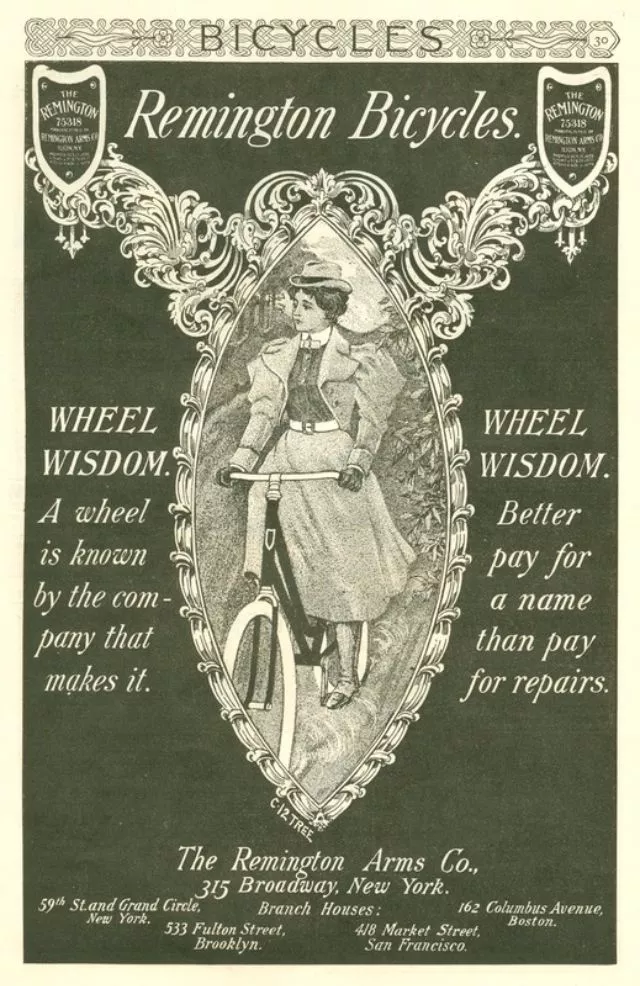 BICYCLES
30
THE
REMINGTON
75318
REMINGTON ARMS CO
ILION, N.Y.
Remington Bicycles.
THE
REMINGTON
75318
REMINGTON ARMS CO
ILION, N.Y.
WHEEL
WISDOM.
A wheel
is known
by the com-
pany that
makes it.
WHEEL
WISDOM.
Better
pay for
a name
than pay
for repairs.
The Remington Arms Co.,
315 Broadway, New York.
Branch Houses:
59th St. and Grand Circle,
New York.
533 Fulton Street,
Brooklyn.
418 Market Street,
San Francisco.
162 Columbus Avenue,
Boston.